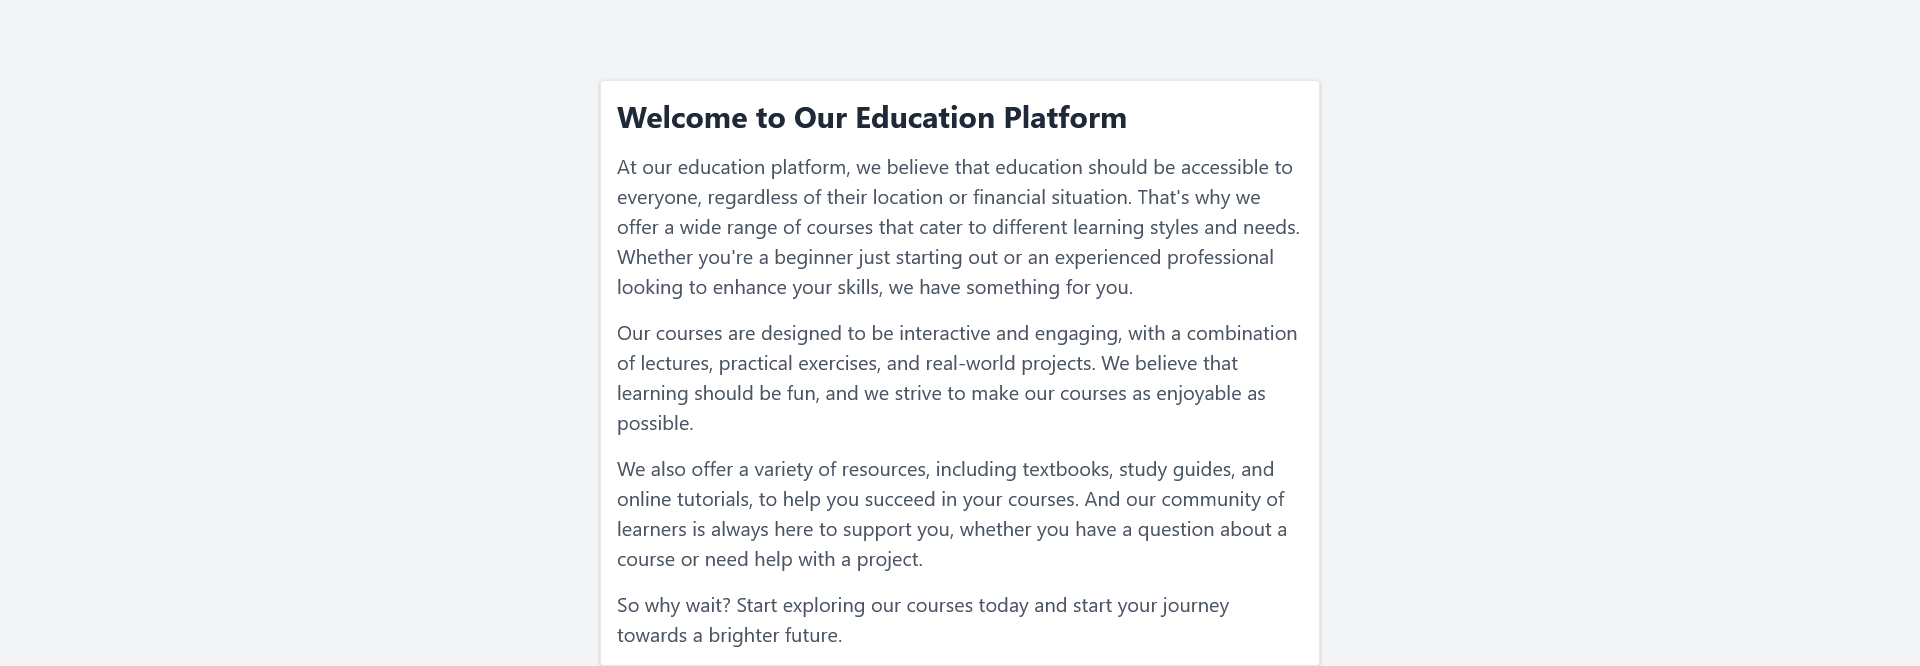 Welcome to Our Education Platform
At our education platform, we believe that education should be accessible to
everyone, regardless of their location or financial situation. That's why we
offer a wide range of courses that cater to different learning styles and needs.
Whether you're a beginner just starting out or an experienced professional
looking to enhance your skills, we have something for you.
Our courses are designed to be interactive and engaging, with a combination
of lectures, practical exercises, and real-world projects. We believe that
learning should be fun, and we strive to make our courses as enjoyable as
possible.
We also offer a variety of resources, including textbooks, study guides, and
online tutorials, to help you succeed in your courses. And our community of
learners is always here to support you, whether you have a question about a
course or need help with a project.
So why wait? Start exploring our courses today and start your journey
towards a brighter future.